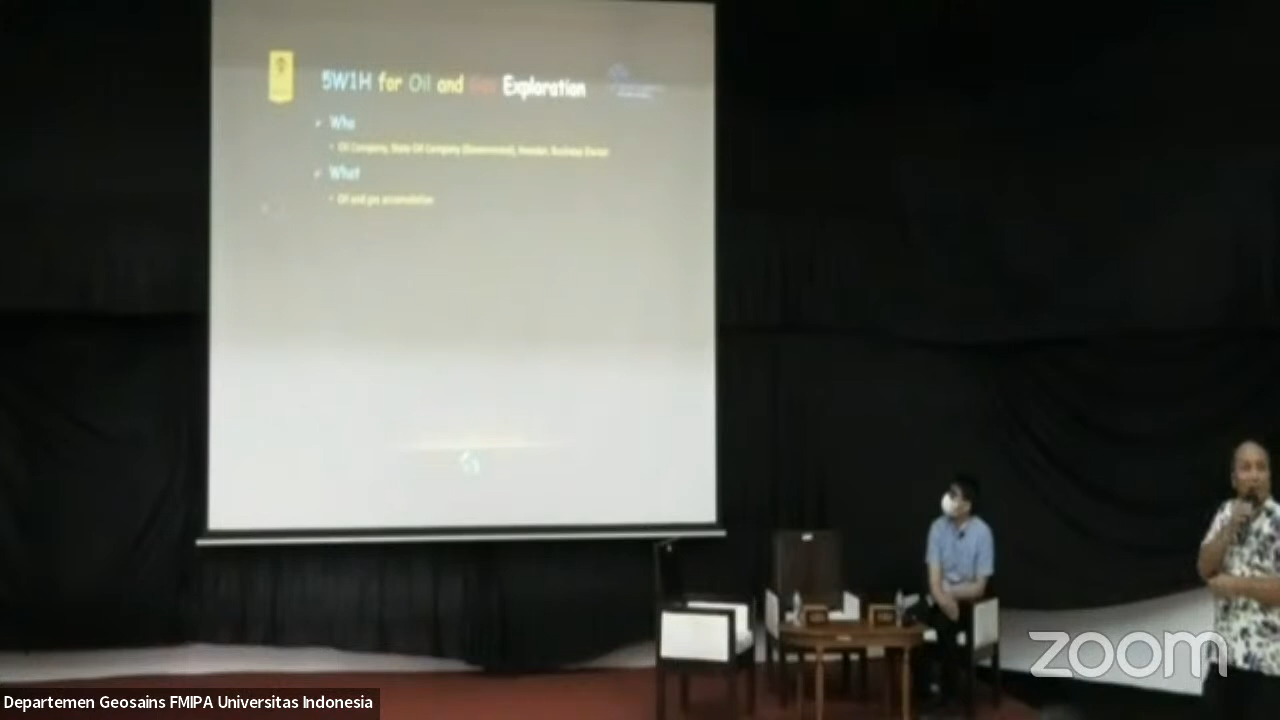 5W1H for Oil and Gas Exploration
✓ Who
• Oil Company, State Oil Company (Government), Investor, Business Owner
✓ What
• Oil and gas accumulation
zoom
Departemen Geosains FMIPA Universitas Indonesia